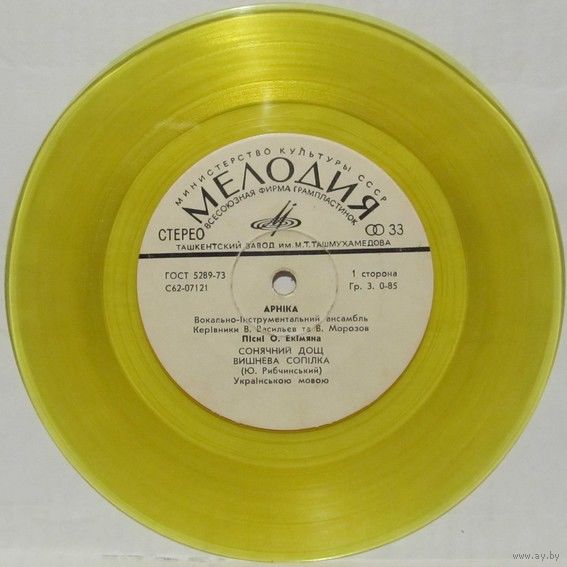 МИНИСТЕРСТВО КУЛЬТУРЫ СССР
МЕЛОДИЯ
ВСЕСОЮЗНАЯ ФИРМА ГРАМПЛАСТИНОК
СТЕРЕО 33
ТАШКЕНТСКИЙ ЗАВОД им. М.Т.ТАШМУХАМЕДОВА
ГОСТ 5289-73 1 сторона
С62-07121 Гр. 3. 0-85
АРНІКА
Вокально-Інструментальний ансамбль
Керівники В. Васильєв та В. Морозов
Пісні О. Екімяна
СОНЯЧНИЙ ДОЩ
ВИШНЕВА СОПІЛКА
(Ю. Рибчинський)
Українською мовою
www.ay.by